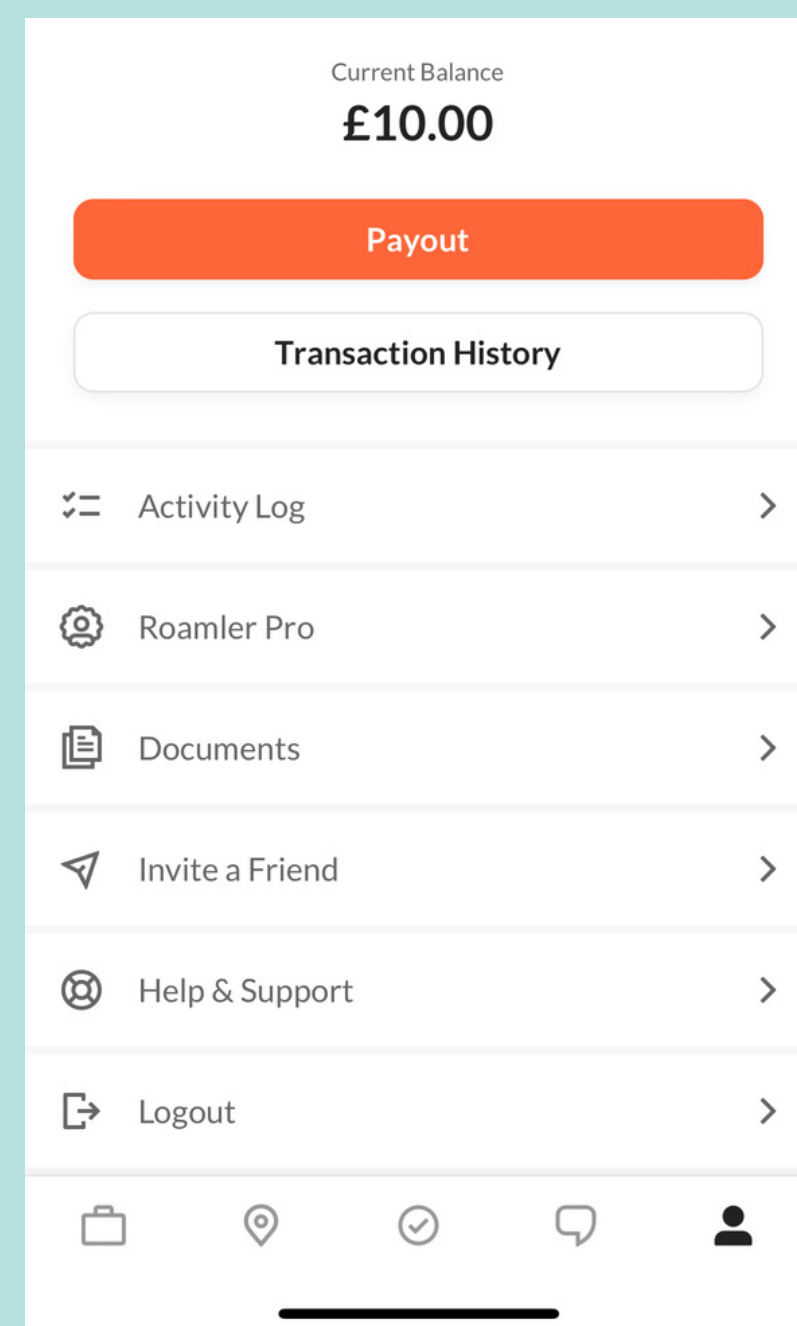 Current Balance
£10.00
Payout
Transaction History
Activity Log
Roamler Pro
Documents
Invite a Friend
Help & Support
Logout